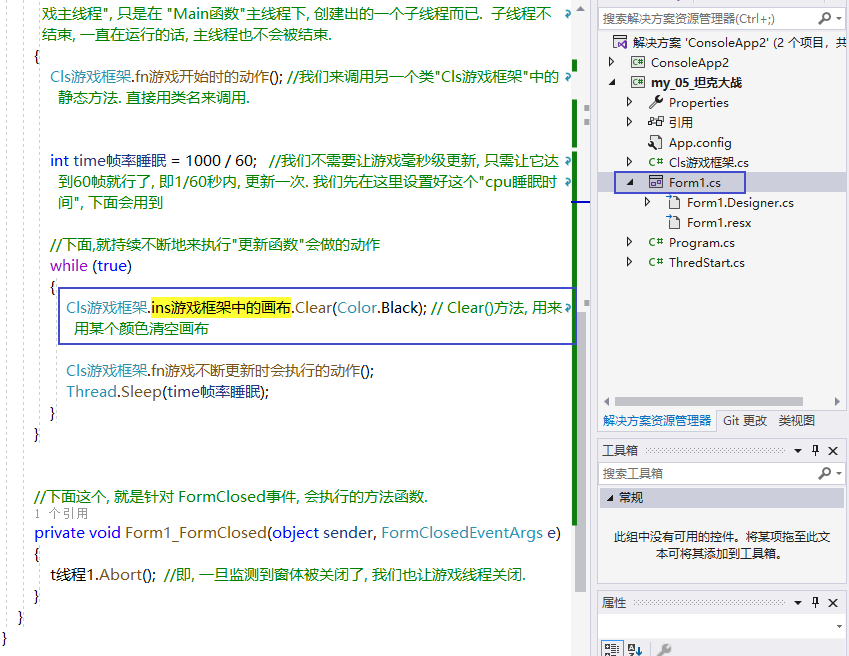 戏主线程", 只是在 "Main函数"主线程下, 创建出的一个子线程而已. 子线程不
结束, 一直在运行的话, 主线程也不会被结束.
{
Cls游戏框架.fn游戏开始时的动作(); //我们来调用另一个类"Cls游戏框架"中的
静态方法. 直接用类名来调用.
int time帧率睡眠 = 1000 / 60; //我们不需要让游戏毫秒级更新, 只需让它达
到60帧就行了, 即1/60秒内, 更新一次. 我们先在这里设置好这个"cpu睡眠时
间", 下面会用到
//下面,就持续不断地来执行"更新函数"会做的动作
while (true)
{
Cls游戏框架.ins游戏框架中的画布.Clear(Color.Black); // Clear()方法, 用来
用某个颜色清空画布
Cls游戏框架.fn游戏不断更新时会执行的动作();
Thread.Sleep(time帧率睡眠);
}
}
//下面这个, 就是针对 FormClosed事件, 会执行的方法函数.
1 个引用
private void Form1_FormClosed(object sender, FormClosedEventArgs e)
{
t线程1.Abort(); //即, 一旦监测到窗体被关闭了, 我们也让游戏线程关闭.
}
}
}
搜索解决方案资源管理器(Ctrl+;)
解决方案 'ConsoleApp2' (2 个项目, 共
ConsoleApp2
my_05_坦克大战
Properties
引用
App.config
Cls游戏框架.cs
Form1.cs
Form1.Designer.cs
Form1.resx
Program.cs
ThredStart.cs
解决方案资源管理器 Git 更改 类视图
工具箱
搜索工具箱
常规
此组中没有可用的控件。将某项拖至此文
本可将其添加到工具箱。
属性